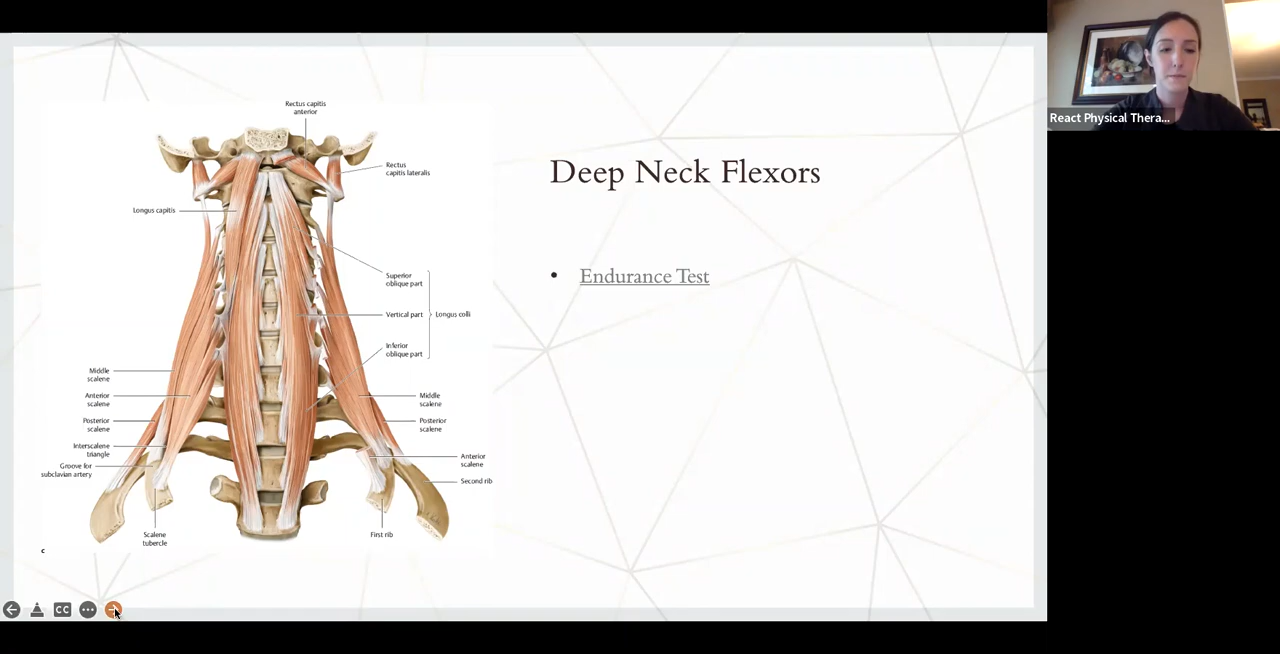 React Physical Thera...
Deep Neck Flexors
• Endurance Test
Rectus capitis
anterior
Rectus
capitis lateralis
Longus capitis
Superior
oblique part
Vertical part
Longus colli
Inferior
oblique part
Middle
scalene
Anterior
scalene
Posterior
scalene
Interscalene
triangle
Groove for
subclavian artery
Middle
scalene
Posterior
scalene
Anterior
scalene
Second rib
Scalene
tubercle
First rib
c
CC